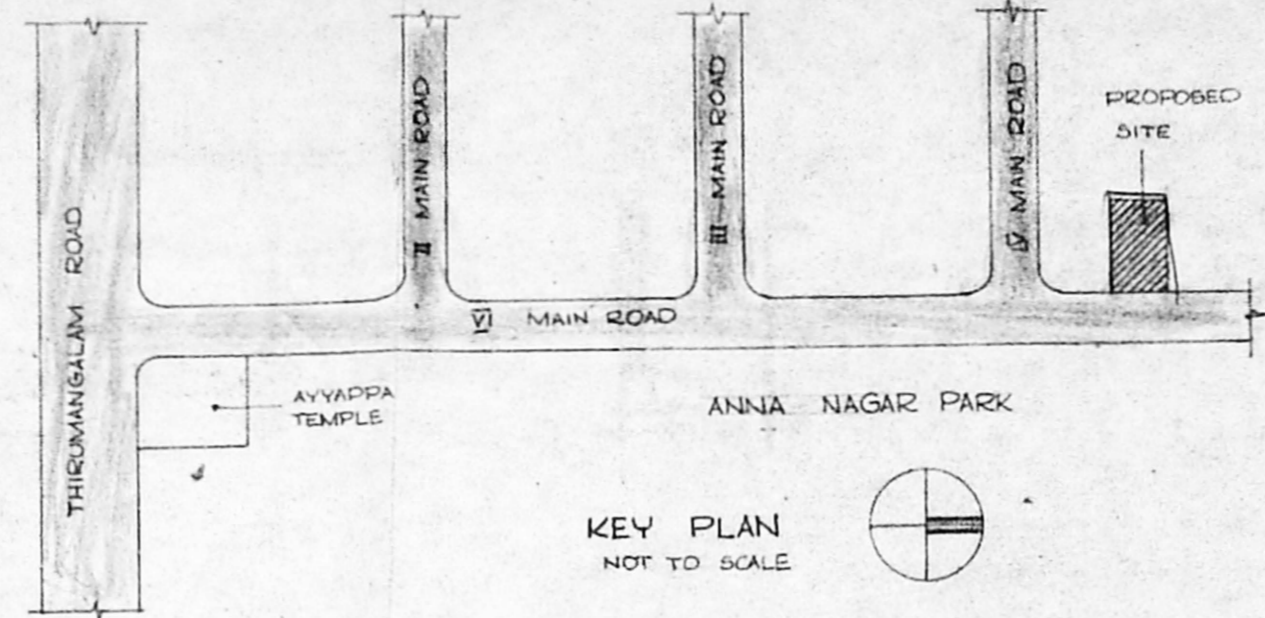 THIRUMANGALAM ROAD
II MAIN ROAD
III MAIN ROAD
IV MAIN ROAD
PROPOSED
SITE
VI MAIN ROAD
AYYAPPA
TEMPLE
ANNA NAGAR PARK
KEY PLAN
NOT TO SCALE